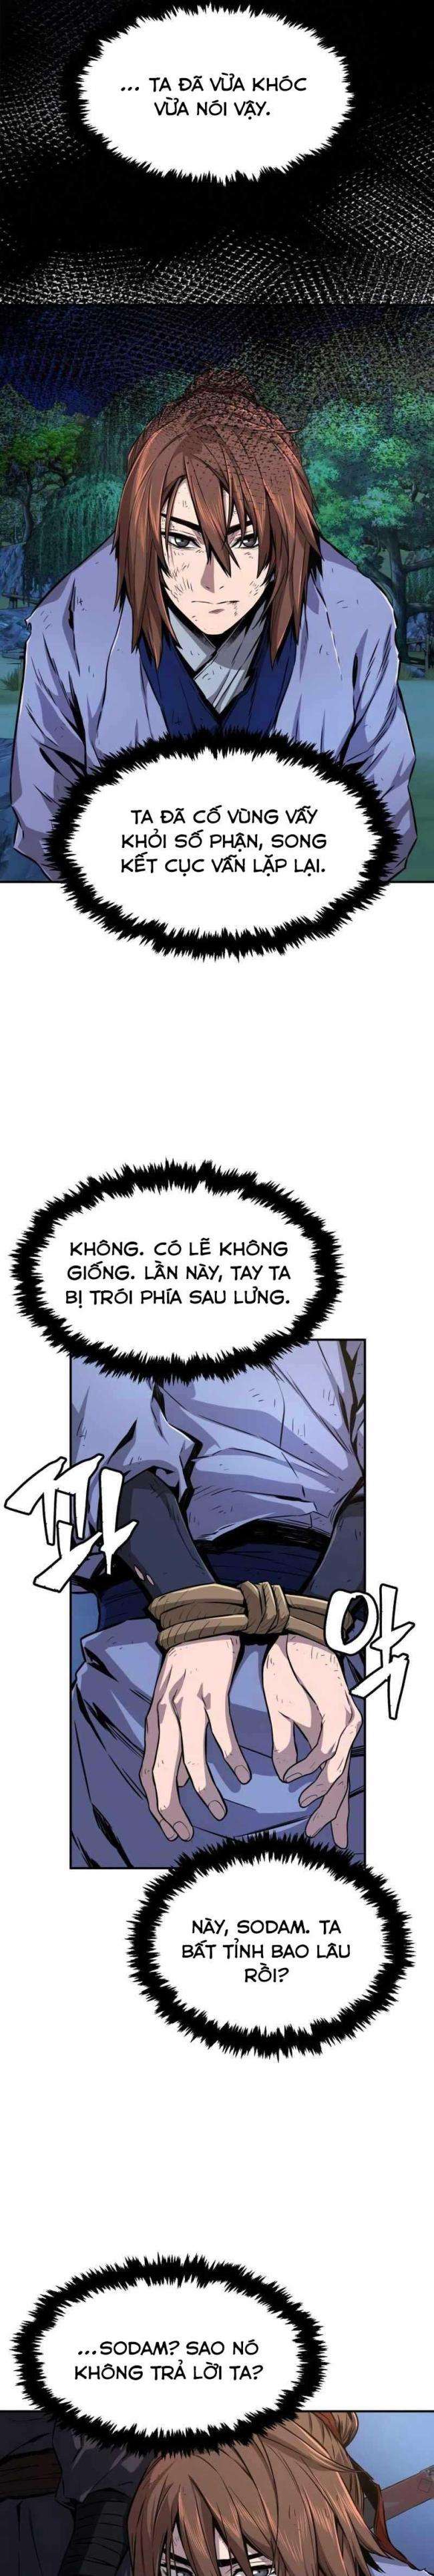 ... TA ĐÃ VỪA KHÓC
VỪA NÓI VẬY.
TA ĐÃ CỐ VÙNG VẪY
KHỎI SỐ PHẬN, SONG
KẾT CỤC VẪN LẶP LẠI.
KHÔNG. CÓ LẼ KHÔNG
GIỐNG. LẦN NÀY, TAY TA
BỊ TRÓI PHÍA SAU LƯNG.
NÀY, SODAM. TA
BẤT TỈNH BAO LÂU
RỒI?
...SODAM? SAO NÓ
KHÔNG TRẢ LỜI TA?